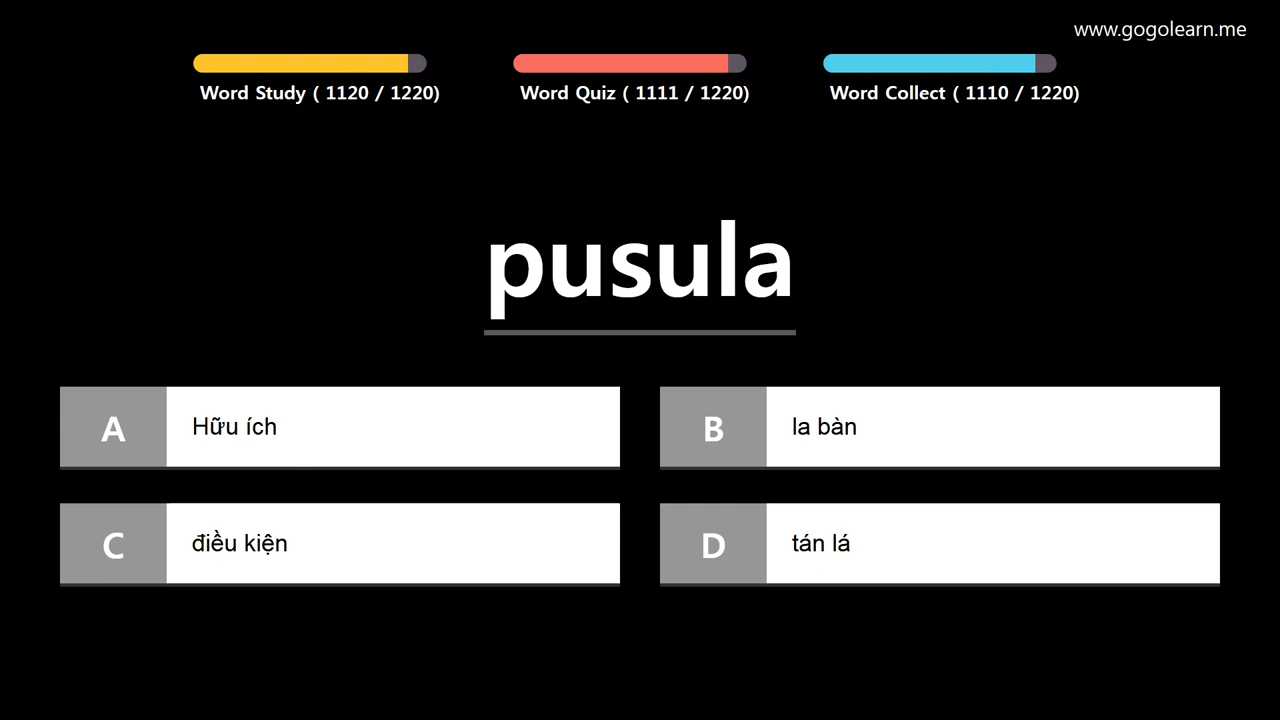 www.gogolearn.me
Word Study ( 1120 / 1220)
Word Quiz ( 1111 / 1220)
Word Collect ( 1110 / 1220)
pusula
A Hữu ích
B la bàn
C điều kiện
D tán lá